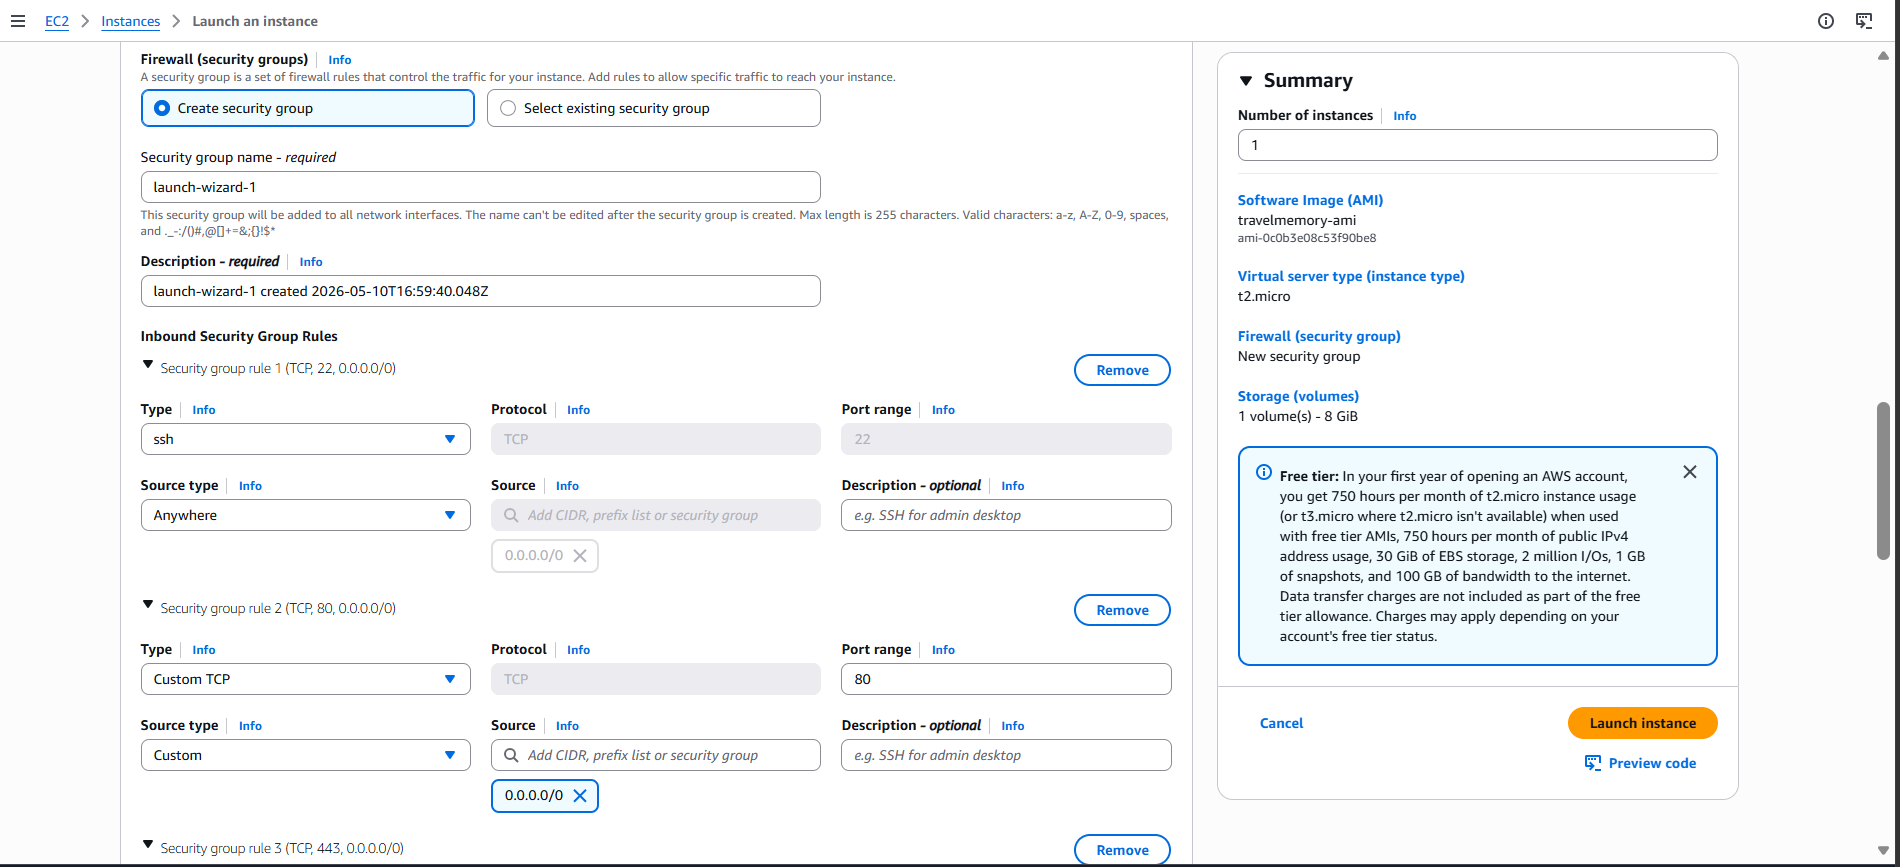 EC2 > Instances > Launch an instance
Firewall (security groups) Info
A security group is a set of firewall rules that control the traffic for your instance. Add rules to allow specific traffic to reach your instance.
Create security group
Select existing security group
Security group name - required
launch-wizard-1
This security group will be added to all network interfaces. The name can't be edited after the security group is created. Max length is 255 characters. Valid characters: a-z, A-Z, 0-9, spaces,
and ._-:/()#,@[]+=&;{}!$*
Description - required Info
launch-wizard-1 created 2026-05-10T16:59:40.048Z
Inbound Security Group Rules
Security group rule 1 (TCP, 22, 0.0.0.0/0)
Remove
Type Info
Protocol Info
Port range Info
ssh
TCP
22
Source type Info
Source Info
Description - optional Info
Anywhere
Add CIDR, prefix list or security group
e.g. SSH for admin desktop
0.0.0.0/0
Security group rule 2 (TCP, 80, 0.0.0.0/0)
Remove
Type Info
Protocol Info
Port range Info
Custom TCP
TCP
80
Source type Info
Source Info
Description - optional Info
Custom
Add CIDR, prefix list or security group
e.g. SSH for admin desktop
0.0.0.0/0
Security group rule 3 (TCP, 443, 0.0.0.0/0)
Remove
Summary
Number of instances Info
1
Software Image (AMI)
travelmemory-ami
ami-0c0b3e08c53f90be8
Virtual server type (instance type)
t2.micro
Firewall (security group)
New security group
Storage (volumes)
1 volume(s) - 8 GiB
Free tier: In your first year of opening an AWS account,
you get 750 hours per month of t2.micro instance usage
(or t3.micro where t2.micro isn't available) when used
with free tier AMIs, 750 hours per month of public IPv4
address usage, 30 GiB of EBS storage, 2 million I/Os, 1 GB
of snapshots, and 100 GB of bandwidth to the internet.
Data transfer charges are not included as part of the free
tier allowance. Charges may apply depending on your
account's free tier status.
Cancel
Launch instance
Preview code